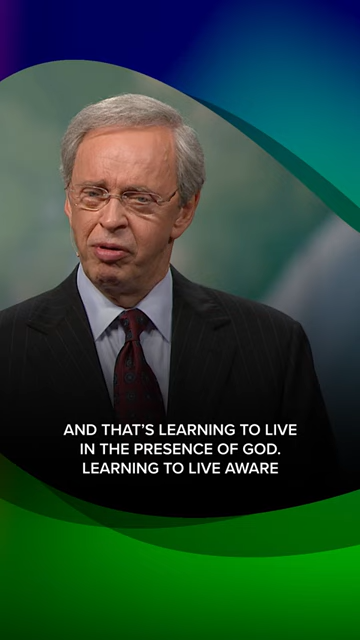 AND THAT'S LEARNING TO LIVE
IN THE PRESENCE OF GOD.
LEARNING TO LIVE AWARE